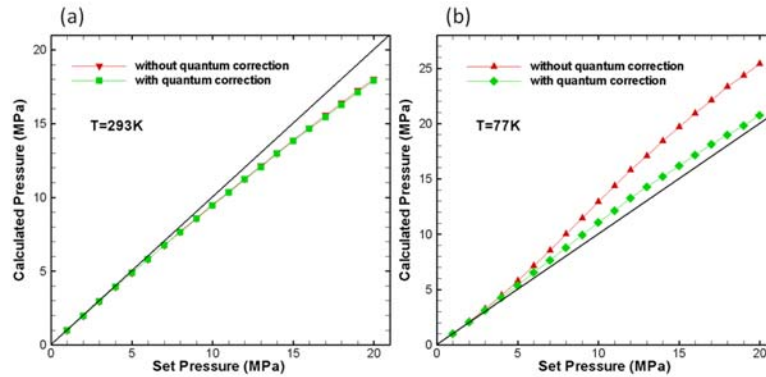 (a)
(b)
20
15
10
5
0
Calculated Pressure (MPa)
without quantum correction
with quantum correction
T=293K
0 5 10 15 20
Set Pressure (MPa)
25
20
15
10
5
0
Calculated Pressure (MPa)
without quantum correction
with quantum correction
T=77K
0 5 10 15 20
Set Pressure (MPa)